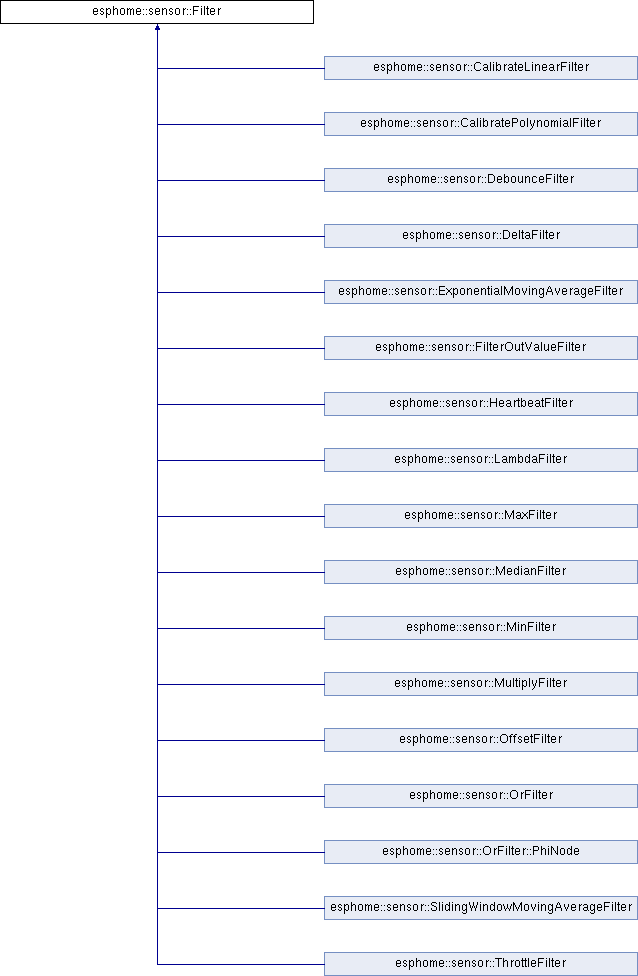 esphome::sensor::Filter
esphome::sensor::CalibrateLinearFilter
esphome::sensor::CalibratePolynomialFilter
esphome::sensor::DebounceFilter
esphome::sensor::DeltaFilter
esphome::sensor::ExponentialMovingAverageFilter
esphome::sensor::FilterOutValueFilter
esphome::sensor::HeartbeatFilter
esphome::sensor::LambdaFilter
esphome::sensor::MaxFilter
esphome::sensor::MedianFilter
esphome::sensor::MinFilter
esphome::sensor::MultiplyFilter
esphome::sensor::OffsetFilter
esphome::sensor::OrFilter
esphome::sensor::OrFilter::PhiNode
esphome::sensor::SlidingWindowMovingAverageFilter
esphome::sensor::ThrottleFilter